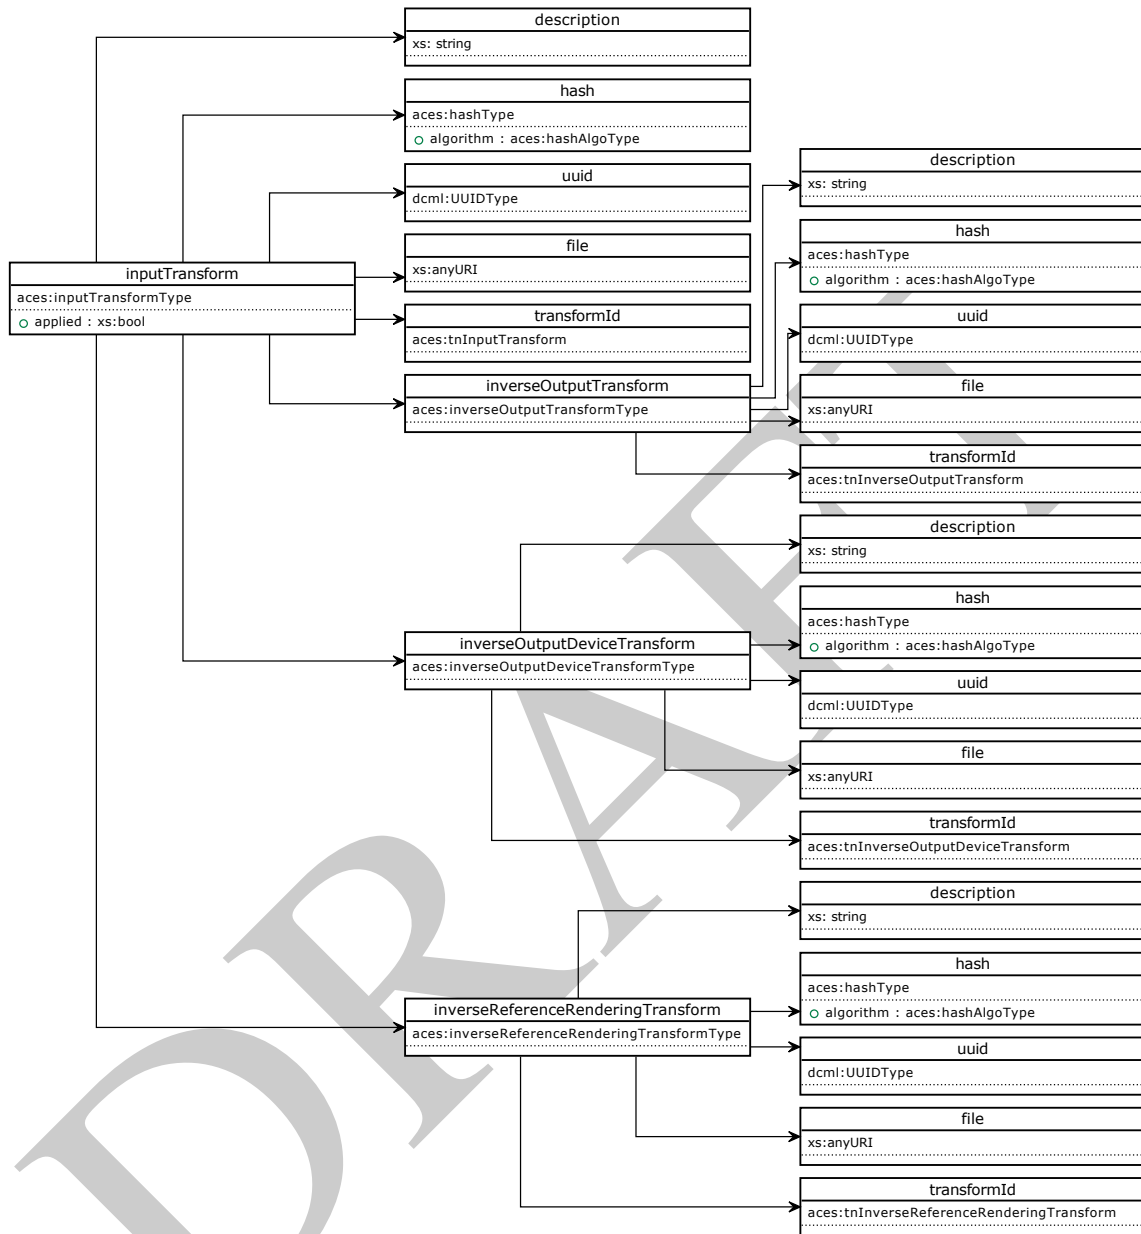 description
xs: string
hash
aces:hashType
algorithm : aces:hashAlgoType
uuid
dcml:UUIDType
file
xs:anyURI
transformId
aces:tnInputTransform
inputTransform
aces:inputTransformType
applied : xs:bool
inverseOutputTransform
aces:inverseOutputTransformType
description
xs: string
hash
aces:hashType
algorithm : aces:hashAlgoType
uuid
dcml:UUIDType
file
xs:anyURI
transformId
aces:tnInverseOutputTransform
inverseOutputDeviceTransform
aces:inverseOutputDeviceTransformType
description
xs: string
hash
aces:hashType
algorithm : aces:hashAlgoType
uuid
dcml:UUIDType
file
xs:anyURI
transformId
aces:tnInverseOutputDeviceTransform
inverseReferenceRenderingTransform
aces:inverseReferenceRenderingTransformType
description
xs: string
hash
aces:hashType
algorithm : aces:hashAlgoType
uuid
dcml:UUIDType
file
xs:anyURI
transformId
aces:tnInverseReferenceRenderingTransform
DRAFT